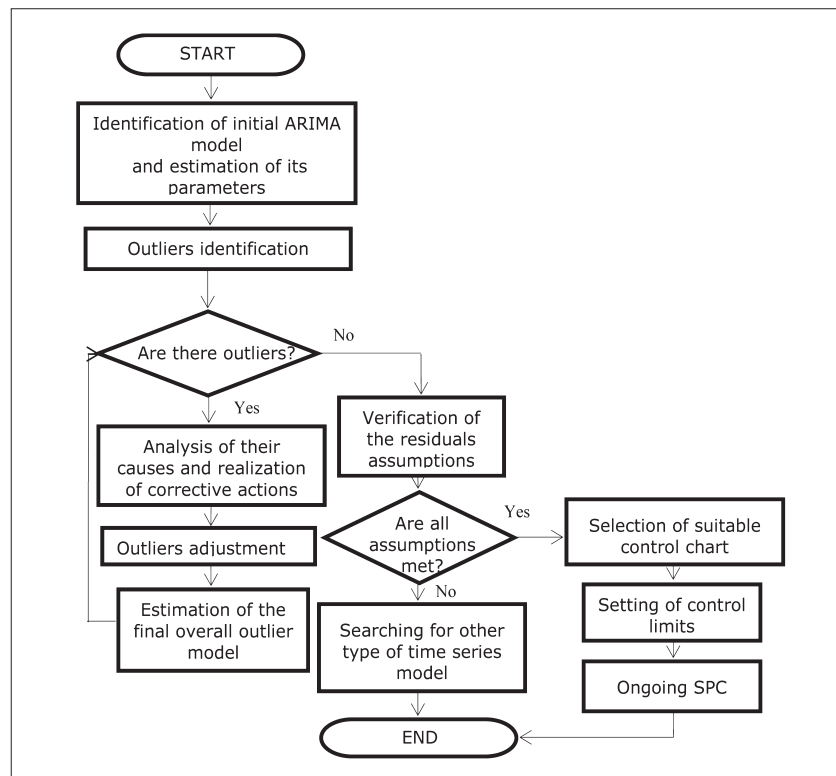 START
Identification of initial ARIMA
model
and estimation of its
parameters
Outliers identification
Are there outliers?
No
Yes
Analysis of their
causes and realization
of corrective actions
Outliers adjustment
Estimation of the
final overall outlier
model
Verification of
the residuals
assumptions
Are all
assumptions
met?
Yes
No
Searching for other
type of time series
model
Selection of suitable
control chart
Setting of control
limits
Ongoing SPC
END